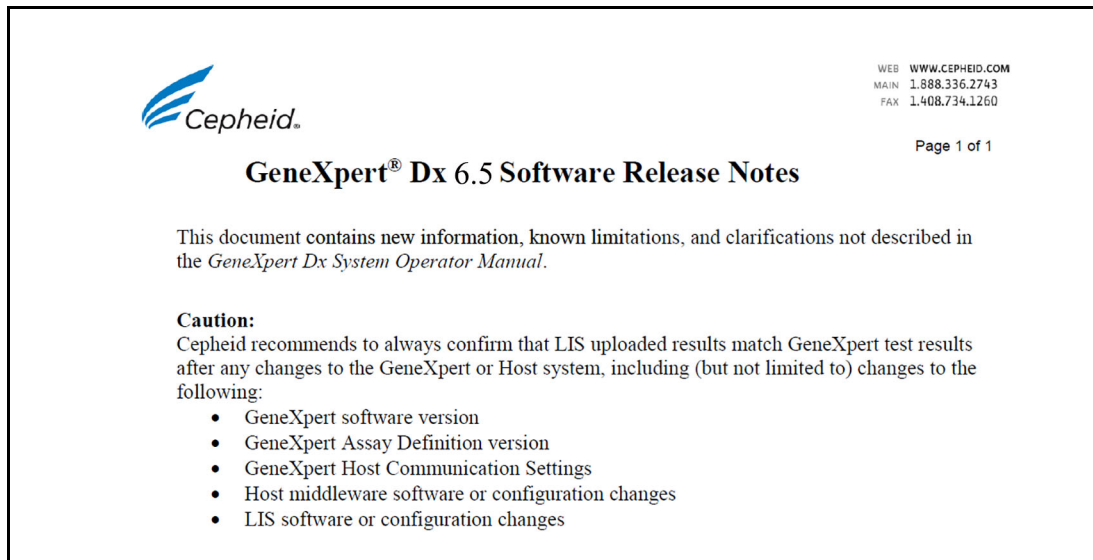 WEB WWW.CEPHEID.COM
MAIN 1.888.336.2743
FAX 1.408.734.1260
Cepheid®
Page 1 of 1
GeneXpert® Dx 6.5 Software Release Notes
This document contains new information, known limitations, and clarifications not described in
the GeneXpert Dx System Operator Manual.
Caution:
Cepheid recommends to always confirm that LIS uploaded results match GeneXpert test results
after any changes to the GeneXpert or Host system, including (but not limited to) changes to the
following:
• GeneXpert software version
• GeneXpert Assay Definition version
• GeneXpert Host Communication Settings
• Host middleware software or configuration changes
• LIS software or configuration changes